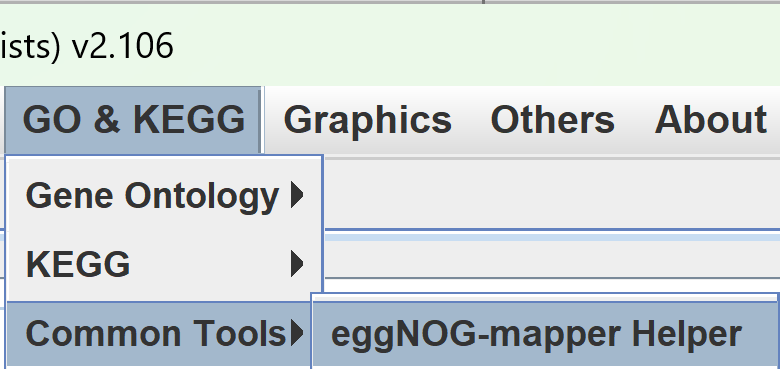 ists) v2.106
GO & KEGG Graphics Others About
Gene Ontology
KEGG
Common Tools eggNOG-mapper Helper